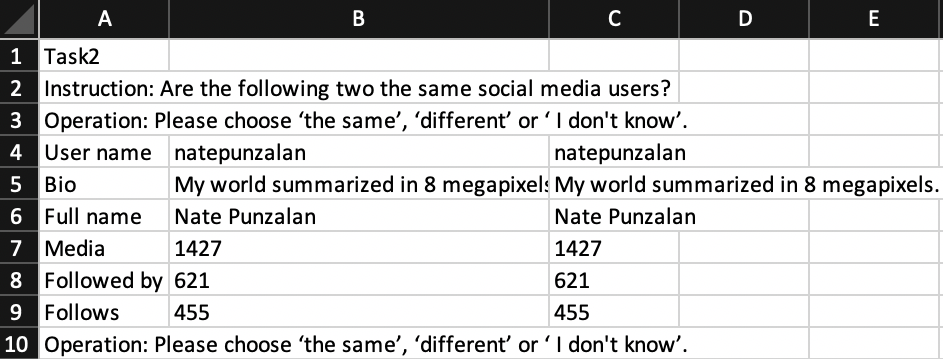 A B C D E
1 Task2
2 Instruction: Are the following two the same social media users?
3 Operation: Please choose ‘the same’, ‘different’ or ‘ I don't know’.
4 User name natepunzalan natepunzalan
5 Bio My world summarized in 8 megapixels My world summarized in 8 megapixels.
6 Full name Nate Punzalan Nate Punzalan
7 Media 1427 1427
8 Followed by 621 621
9 Follows 455 455
10 Operation: Please choose ‘the same’, ‘different’ or ‘ I don't know’.